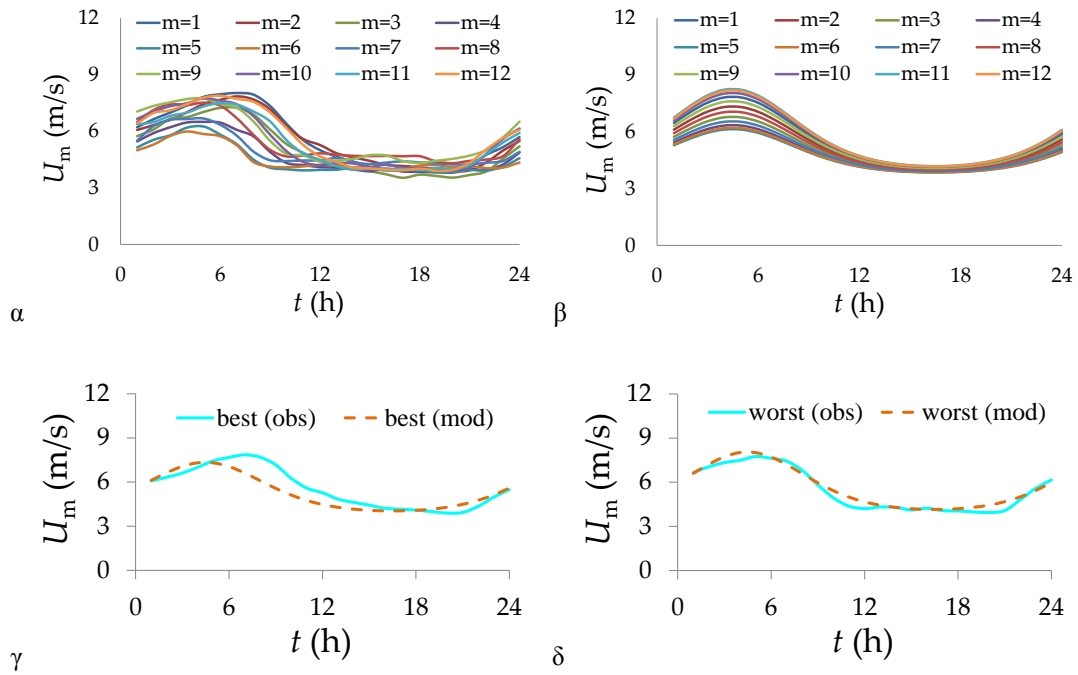 12
9
6
3
0
U_m (m/s)
m=1 m=2 m=3 m=4
m=5 m=6 m=7 m=8
m=9 m=10 m=11 m=12
0 6 12 18 24
t (h)
α
12
9
6
3
0
U_m (m/s)
m=1 m=2 m=3 m=4
m=5 m=6 m=7 m=8
m=9 m=10 m=11 m=12
0 6 12 18 24
t (h)
β
12
9
6
3
0
U_m (m/s)
best (obs) best (mod)
0 6 12 18 24
t (h)
γ
12
9
6
3
0
U_m (m/s)
worst (obs) worst (mod)
0 6 12 18 24
t (h)
δ